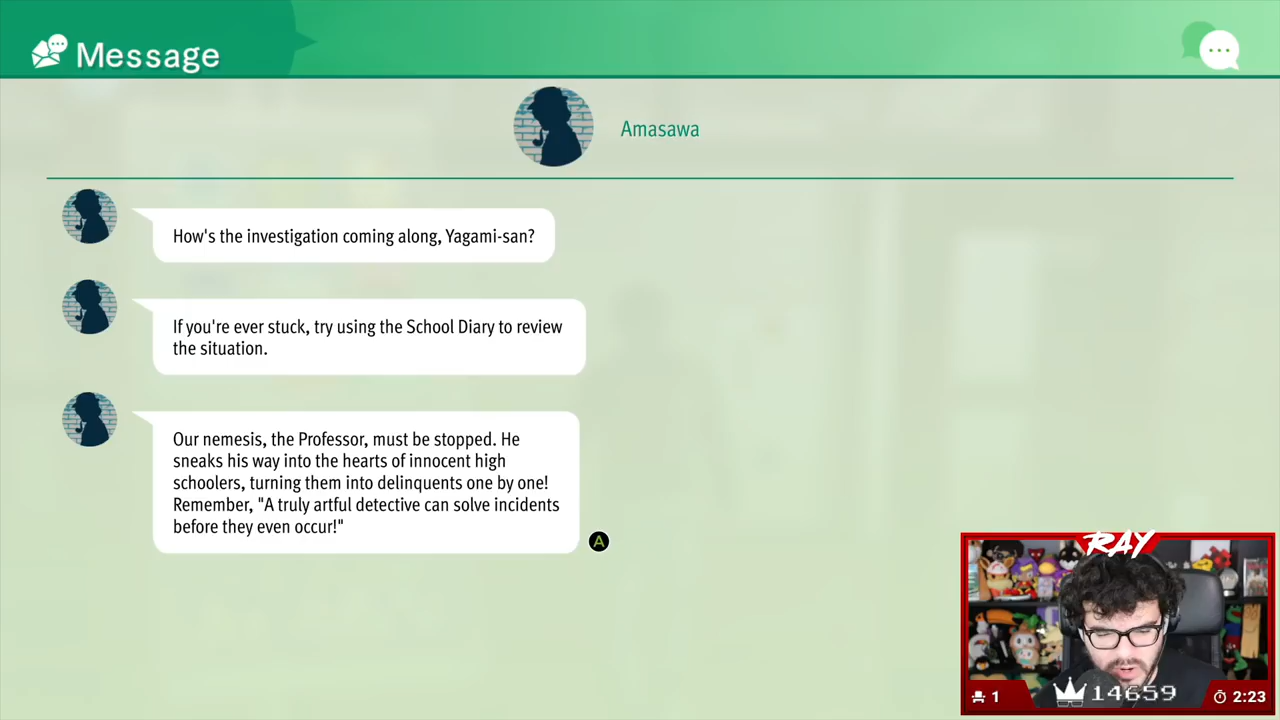 Message
Amasawa
How's the investigation coming along, Yagami-san?
If you're ever stuck, try using the School Diary to review
the situation.
Our nemesis, the Professor, must be stopped. He
sneaks his way into the hearts of innocent high
schoolers, turning them into delinquents one by one!
Remember, "A truly artful detective can solve incidents
before they even occur!"
A
RAY
1
14659
2:23